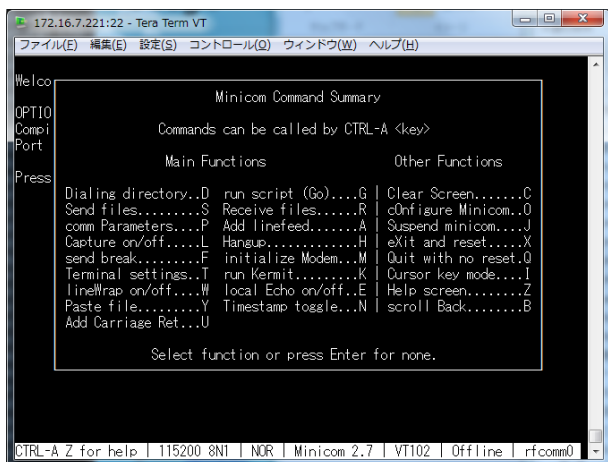 172.16.7.221:22 - Tera Term VT
ファイル(F) 編集(E) 設定(S) コントロール(O) ウィンドウ(W) ヘルプ(H)
Welco
Minicom Command Summary
OPTIO
Compi
Commands can be called by CTRL-A <key>
Port
Main Functions Other Functions
Press
Dialing directory..D run script (Go)....G | Clear Screen.......C
Send files.........S Receive files......R | cOnfigure Minicom..O
comm Parameters....P Add linefeed.......A | Suspend minicom....J
Capture on/off.....L Hangup.............H | eXit and reset.....X
send break.........F initialize Modem...M | Quit with no reset.Q
Terminal settings..T run Kermit.........K | Cursor key mode....I
lineWrap on/off....W local Echo on/off..E | Help screen........Z
Paste file.........Y Timestamp toggle...N | scroll Back........B
Add Carriage Ret...U
Select function or press Enter for none.
CTRL-A Z for help | 115200 8N1 | NOR | Minicom 2.7 | VT102 | Offline | rfcomm0